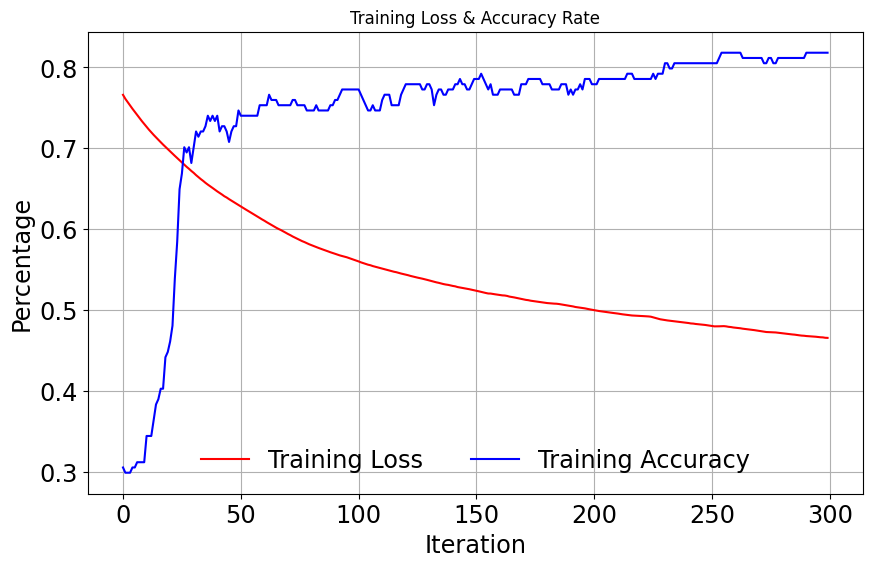 Training Loss & Accuracy Rate
Percentage
0.8
0.7
0.6
0.5
0.4
0.3
Training Loss
Training Accuracy
0 50 100 150 200 250 300
Iteration